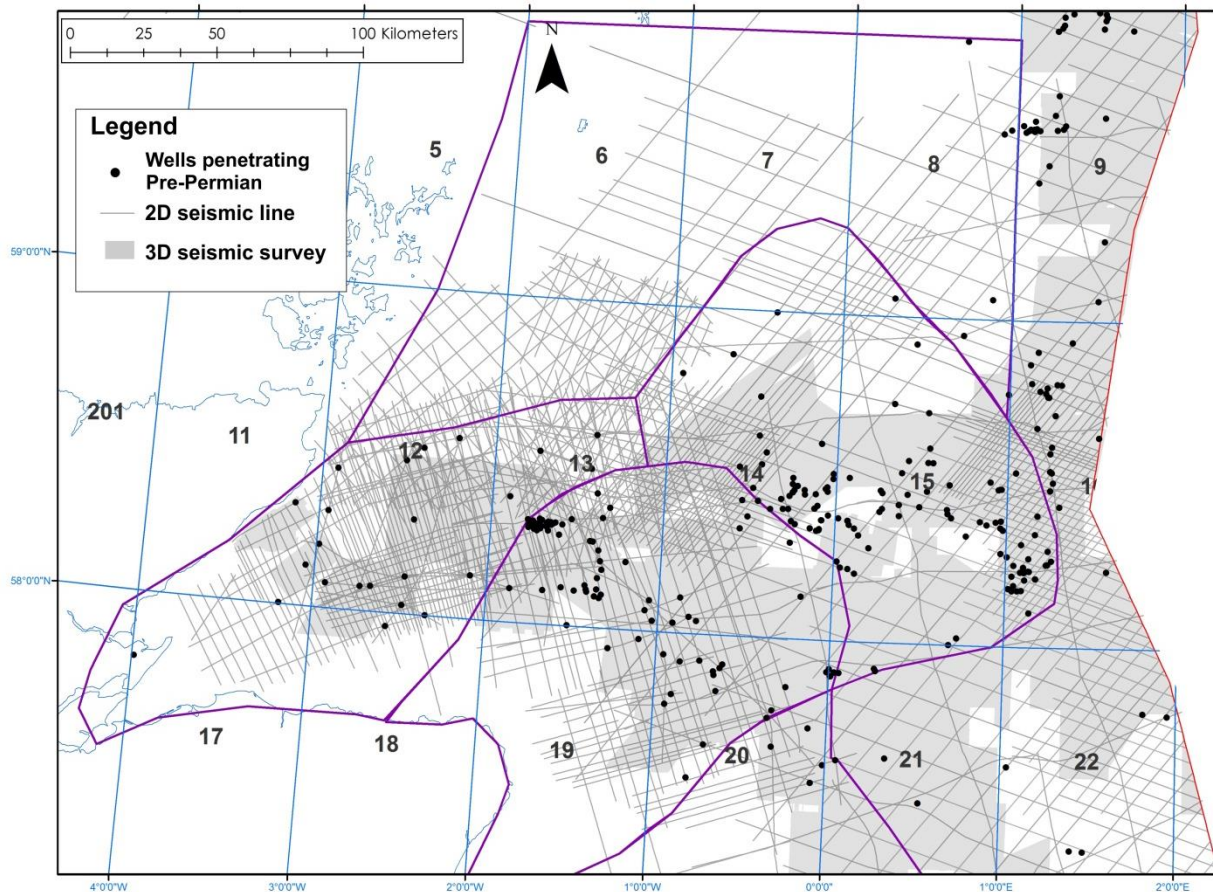 0 25 50 100 Kilometers
N
Legend
Wells penetrating
Pre-Permian
2D seismic line
3D seismic survey
5
6
7
8
9
59°0'0"N
201
11
12
13
14
15
58°0'0"N
17
18
19
20
21
22
4°0'0"W 3°0'0"W 2°0'0"W 1°0'0"W 0°0'0" 1°0'0"E 2°0'0"E